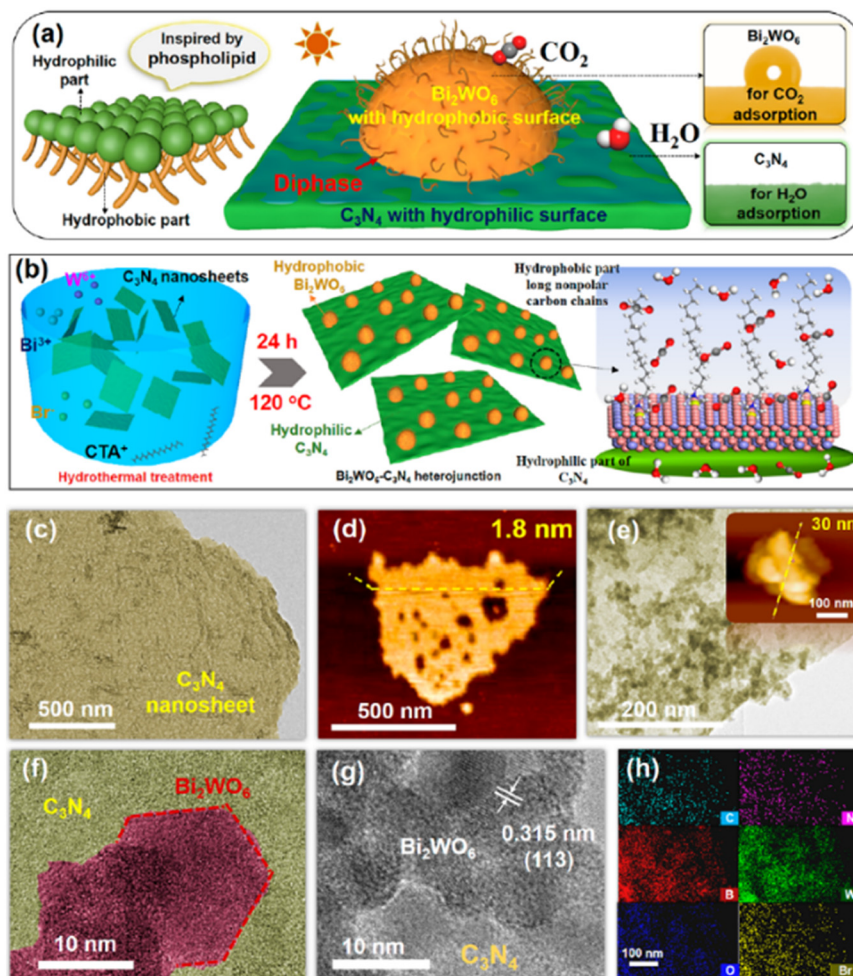 (a)
Inspired by
phospholipid
Hydrophilic
part
Hydrophobic part
CO₂
Bi₂WO₆
with hydrophobic surface
H₂O
Diphase
C₃N₄ with hydrophilic surface
Bi₂WO₆
for CO₂
adsorption
C₃N₄
for H₂O
adsorption
(b)
W⁶⁺
C₃N₄ nanosheets
Bi³⁺
Br⁻
CTA⁺
Hydrothermal treatment
24 h
120 °C
Hydrophobic
Bi₂WO₆
Hydrophilic
C₃N₄
Bi₂WO₆-C₃N₄ heterojunction
Hydrophobic part
long nonpolar
carbon chains
Hydrophilic part of
C₃N₄
(c)
C₃N₄
nanosheet
500 nm
(d)
1.8 nm
500 nm
(e)
30 nm
100 nm
200 nm
(f)
C₃N₄
Bi₂WO₆
10 nm
(g)
0.315 nm
(113)
Bi₂WO₆
C₃N₄
10 nm
(h)
C
N
B
W
O
100 nm
Br